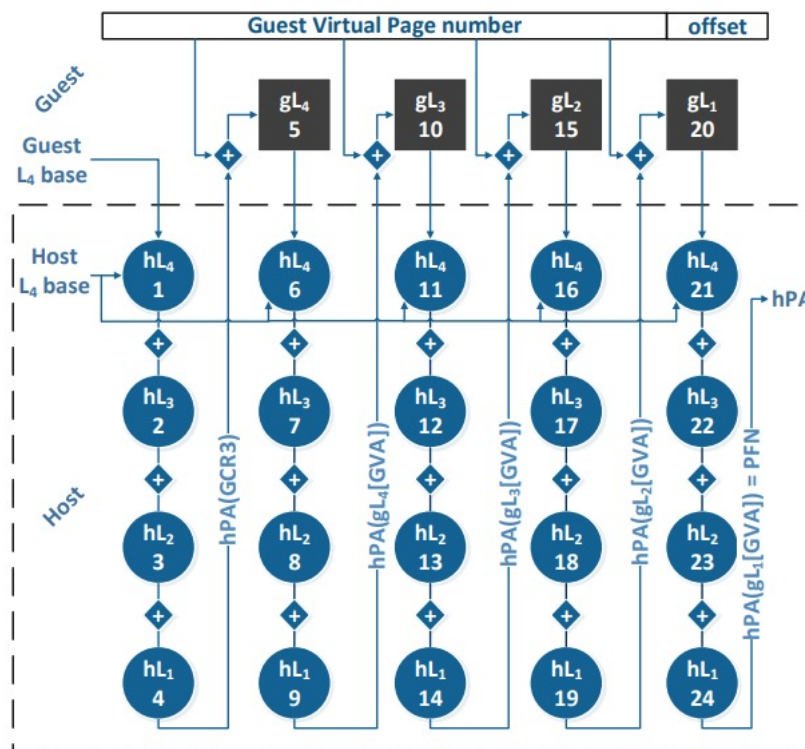 Guest Virtual Page number
offset
Guest
gL₄
5
gL₃
10
gL₂
15
gL₁
20
+
+
+
+
Guest
L₄ base
Host
L₄ base
hL₄
1
hL₄
6
hL₄
11
hL₄
16
hL₄
21
hPA
+
+
+
+
+
hL₃
2
hL₃
7
hL₃
12
hL₃
17
hL₃
22
+
+
+
+
+
Host
hL₂
3
hL₂
8
hL₂
13
hL₂
18
hL₂
23
+
+
+
+
+
hL₁
4
hL₁
9
hL₁
14
hL₁
19
hL₁
24
hPA(GCR3)
hPA(gL₄[GVA])
hPA(gL₃[GVA])
hPA(gL₂[GVA])
hPA(gL₁[GVA]) = PFN